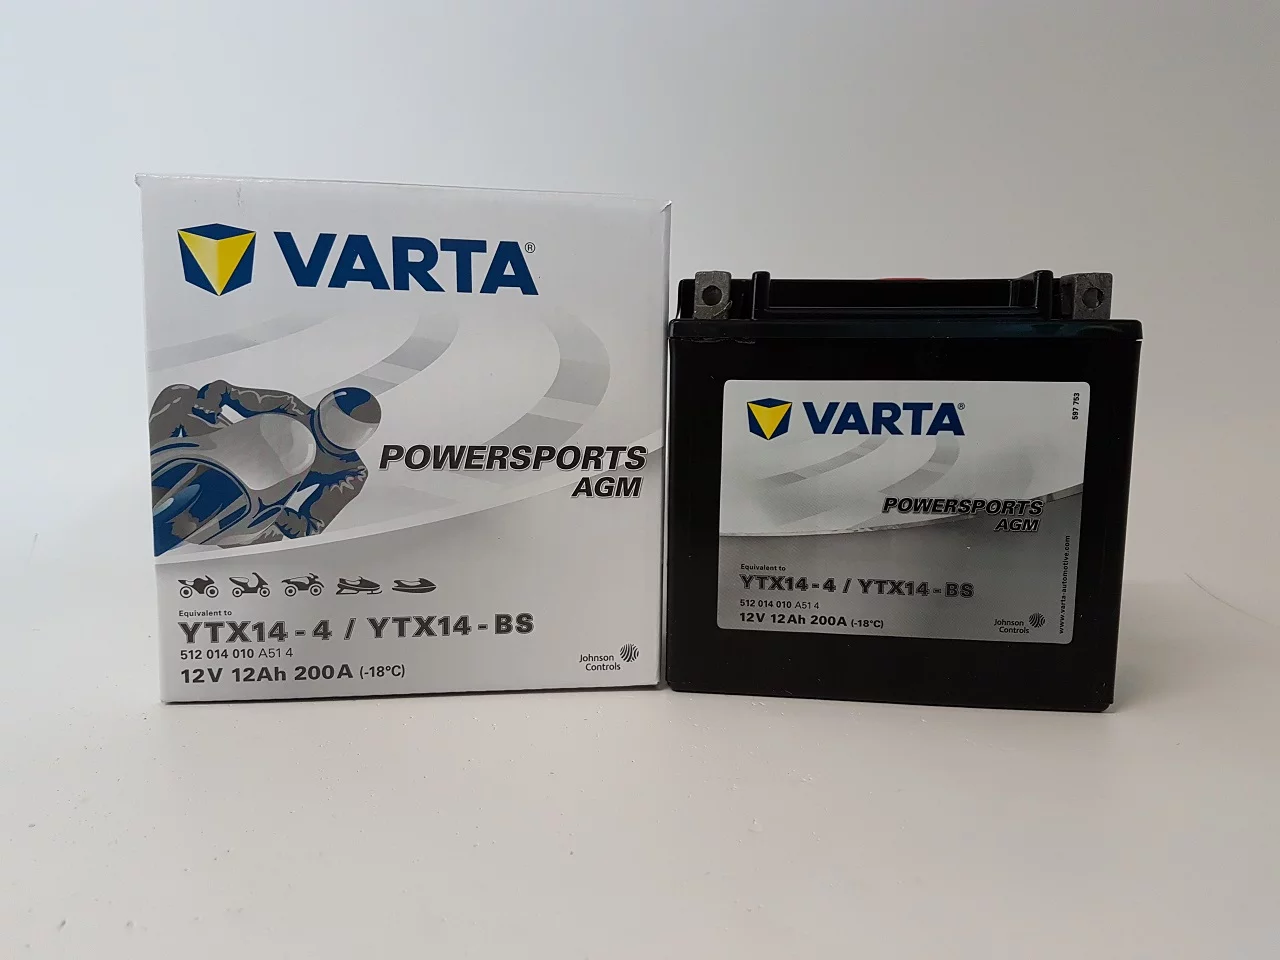 VARTA®
POWERSPORTS
AGM
Equivalent to
YTX14-4 / YTX14-BS
512 014 010 A51 4
12V 12Ah 200A (-18°C)
Johnson
Controls
VARTA®
597 753
POWERSPORTS
AGM
Equivalent to
YTX14-4 / YTX14-BS
512 014 010 A51 4
12V 12Ah 200A (-18°C)
Johnson
Controls
www.varta-automotive.com